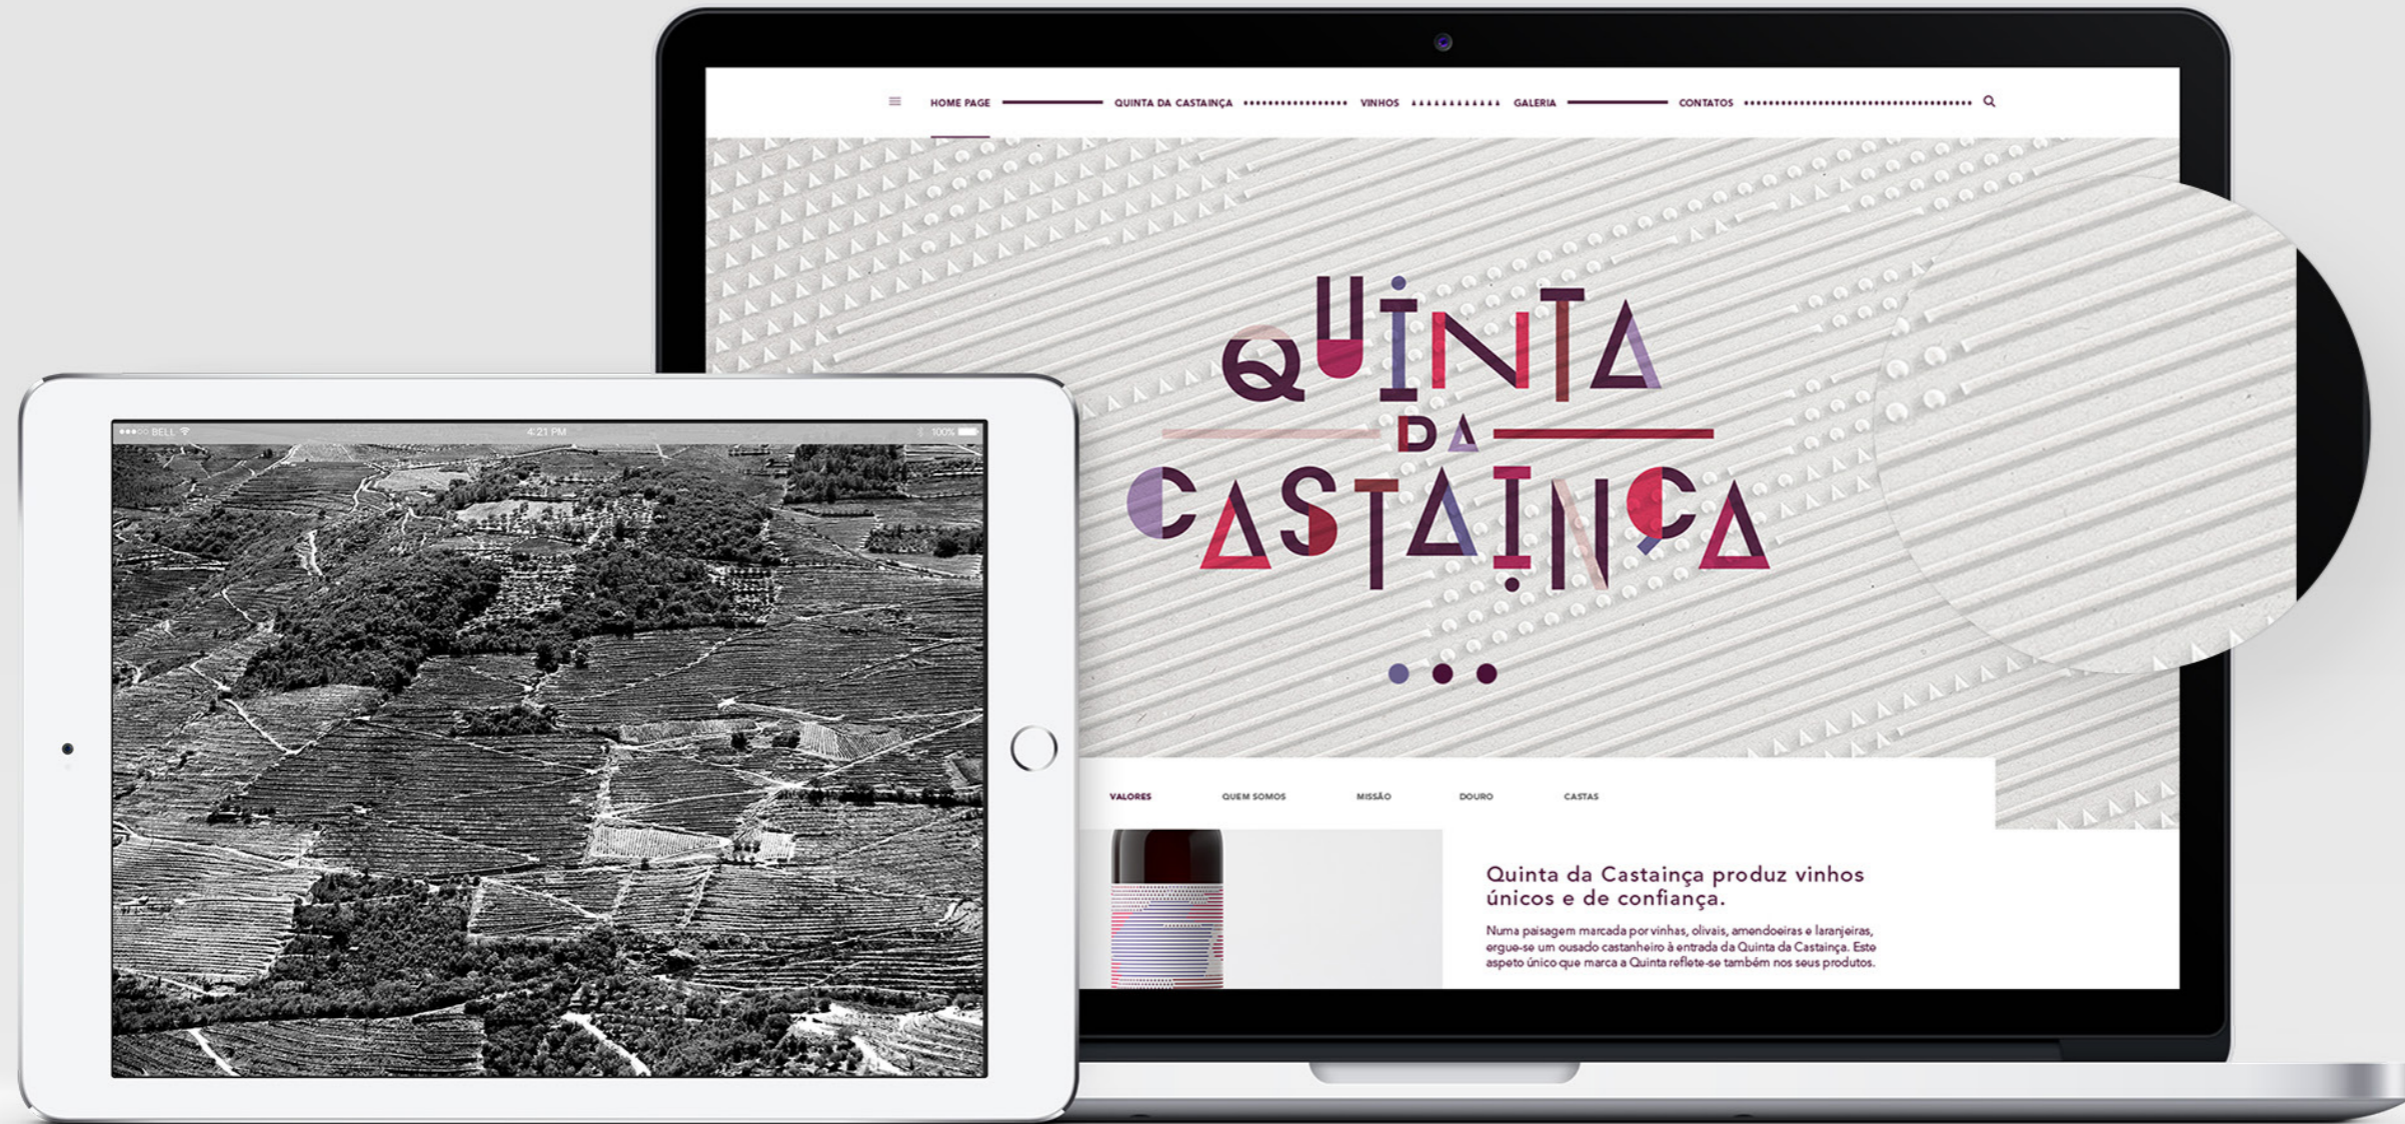 HOME PAGE QUINTA DA CASTAINÇA VINHOS GALERIA CONTATOS
QUINTA
DA
CASTAINÇA
BELL 4:21 PM 100%
VALORES QUEM SOMOS MISSÃO DOURO CASTAS
Quinta da Castainça produz vinhos
únicos e de confiança.
Numa paisagem marcada por vinhas, olivais, amendoeiras e laranjeiras,
ergue-se um ousado castanheiro à entrada da Quinta da Castainça. Este
aspeto único que marca a Quinta reflete-se também nos seus produtos.